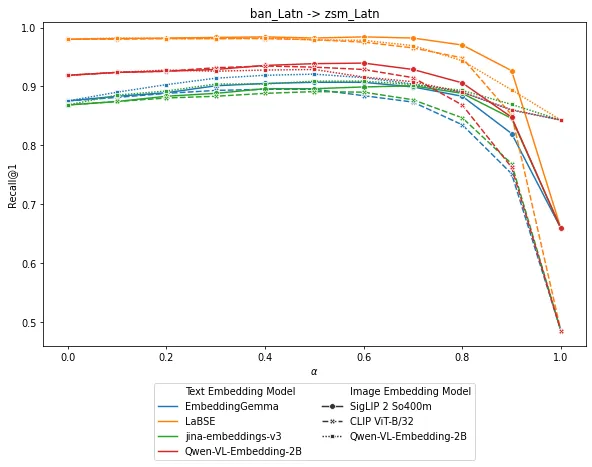 ban_Latn -> zsm_Latn
1.0
0.9
0.8
0.7
0.6
0.5
Recall@1
0.0 0.2 0.4 0.6 0.8 1.0
α
Text Embedding Model Image Embedding Model
EmbeddingGemma SigLIP 2 So400m
LaBSE CLIP ViT-B/32
jina-embeddings-v3 Qwen-VL-Embedding-2B
Qwen-VL-Embedding-2B